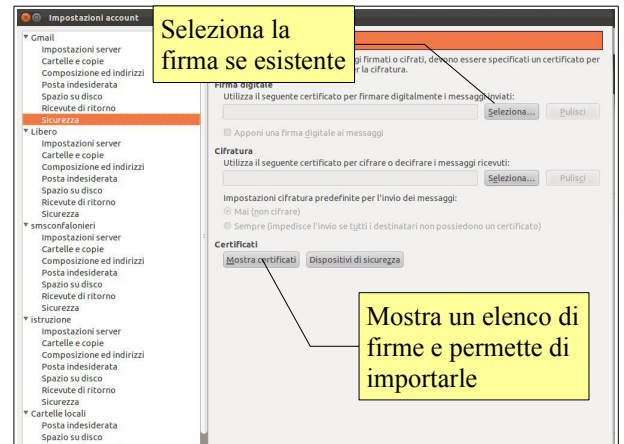 Impostazioni account
Seleziona la
firma se esistente
▾ Gmail
Impostazioni server
Cartelle e copie
Composizione ed indirizzi
Posta indesiderata
Spazio su disco
Ricevute di ritorno
Sicurezza
▾ Libero
Impostazioni server
Cartelle e copie
Composizione ed indirizzi
Posta indesiderata
Spazio su disco
Ricevute di ritorno
Sicurezza
▾ smsconfalonieri
Impostazioni server
Cartelle e copie
Composizione ed indirizzi
Posta indesiderata
Spazio su disco
Ricevute di ritorno
Sicurezza
▾ istruzione
Impostazioni server
Cartelle e copie
Composizione ed indirizzi
Posta indesiderata
Spazio su disco
Ricevute di ritorno
Sicurezza
▾ Cartelle locali
Posta indesiderata
Spazio su disco
gi firmati o cifrati, devono essere specificati un certificato per
er la cifratura.
Firma digitale
Utilizza il seguente certificato per firmare digitalmente i messaggi inviati:
Seleziona... Pulisci
Apponi una firma digitale ai messaggi
Cifratura
Utilizza il seguente certificato per cifrare o decifrare i messaggi ricevuti:
Seleziona... Pulisci
Impostazioni cifratura predefinite per l'invio dei messaggi:
Mai (non cifrare)
Sempre (impedisce l'invio se tutti i destinatari non possiedono un certificato)
Certificati
Mostra certificati Dispositivi di sicurezza
Mostra un elenco di
firme e permette di
importarle